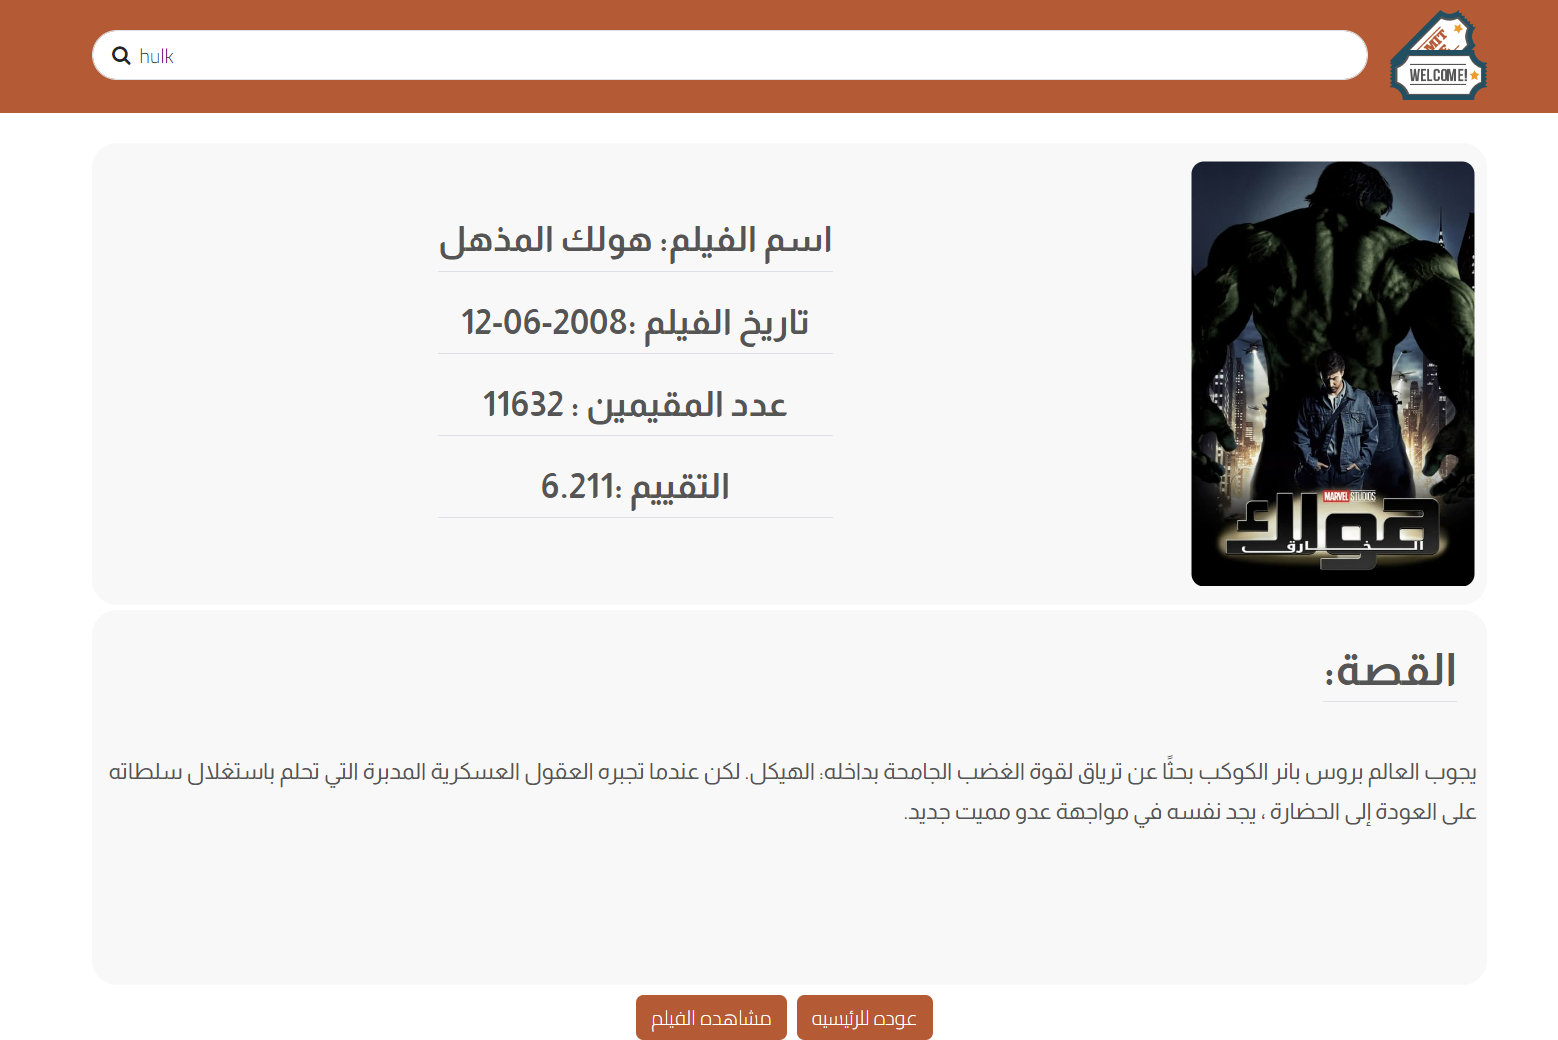 hulk
MIT
WELCOME!
اسم الفيلم: هولك المذهل
تاريخ الفيلم :2008-06-12
عدد المقيمين : 11632
التقييم :6.211
MARVEL STUDIOS
هولك
الخارق
القصة:
يجوب العالم بروس بانر الكوكب بحثًا عن ترياق لقوة الغضب الجامحة بداخله: الهيكل. لكن عندما تجبره العقول العسكرية المدبرة التي تحلم باستغلال سلطاته
على العودة إلى الحضارة ، يجد نفسه في مواجهة عدو مميت جديد.
عوده للرئيسيه
مشاهده الفيلم